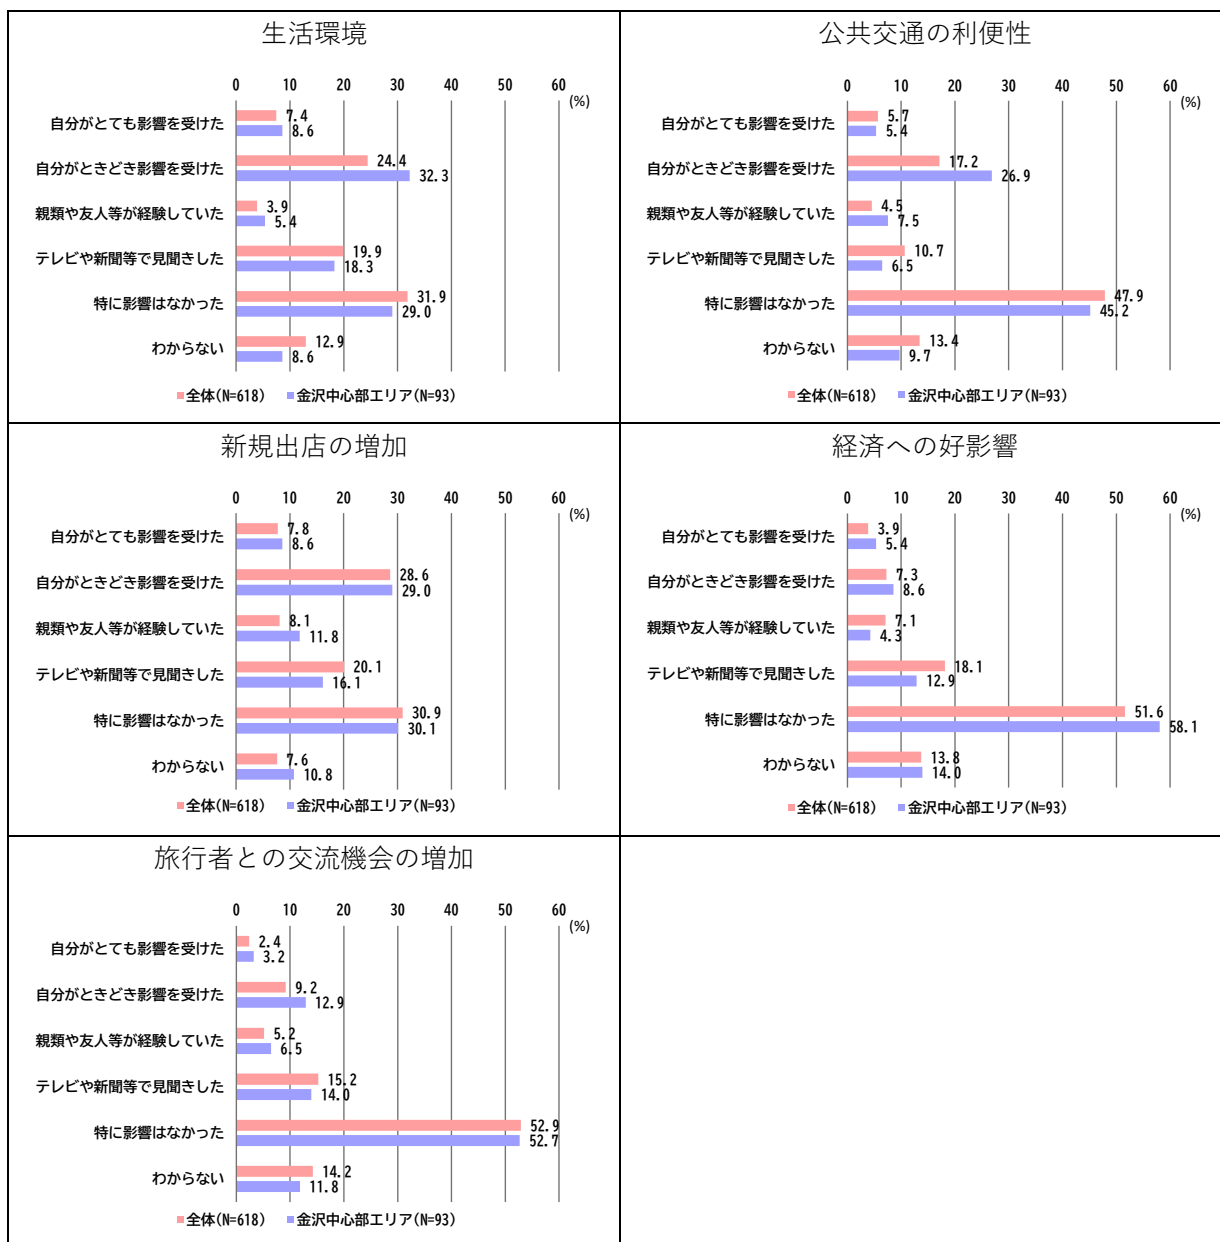 生活環境
0 10 20 30 40 50 60
(%)
自分がとても影響を受けた 7.4 8.6
自分がときどき影響を受けた 24.4 32.3
親類や友人等が経験していた 3.9 5.4
テレビや新聞等で見聞きした 19.9 18.3
特に影響はなかった 31.9 29.0
わからない 12.9 8.6
全体(N=618) 金沢中心部エリア(N=93)
公共交通の利便性
0 10 20 30 40 50 60
(%)
自分がとても影響を受けた 5.7 5.4
自分がときどき影響を受けた 17.2 26.9
親類や友人等が経験していた 4.5 7.5
テレビや新聞等で見聞きした 10.7 6.5
特に影響はなかった 47.9 45.2
わからない 13.4 9.7
全体(N=618) 金沢中心部エリア(N=93)
新規出店の増加
0 10 20 30 40 50 60
(%)
自分がとても影響を受けた 7.8 8.6
自分がときどき影響を受けた 28.6 29.0
親類や友人等が経験していた 8.1 11.8
テレビや新聞等で見聞きした 20.1 16.1
特に影響はなかった 30.9 30.1
わからない 7.6 10.8
全体(N=618) 金沢中心部エリア(N=93)
経済への好影響
0 10 20 30 40 50 60
(%)
自分がとても影響を受けた 3.9 5.4
自分がときどき影響を受けた 7.3 8.6
親類や友人等が経験していた 7.1 4.3
テレビや新聞等で見聞きした 18.1 12.9
特に影響はなかった 51.6 58.1
わからない 13.8 14.0
全体(N=618) 金沢中心部エリア(N=93)
旅行者との交流機会の増加
0 10 20 30 40 50 60
(%)
自分がとても影響を受けた 2.4 3.2
自分がときどき影響を受けた 9.2 12.9
親類や友人等が経験していた 5.2 6.5
テレビや新聞等で見聞きした 15.2 14.0
特に影響はなかった 52.9 52.7
わからない 14.2 11.8
全体(N=618) 金沢中心部エリア(N=93)